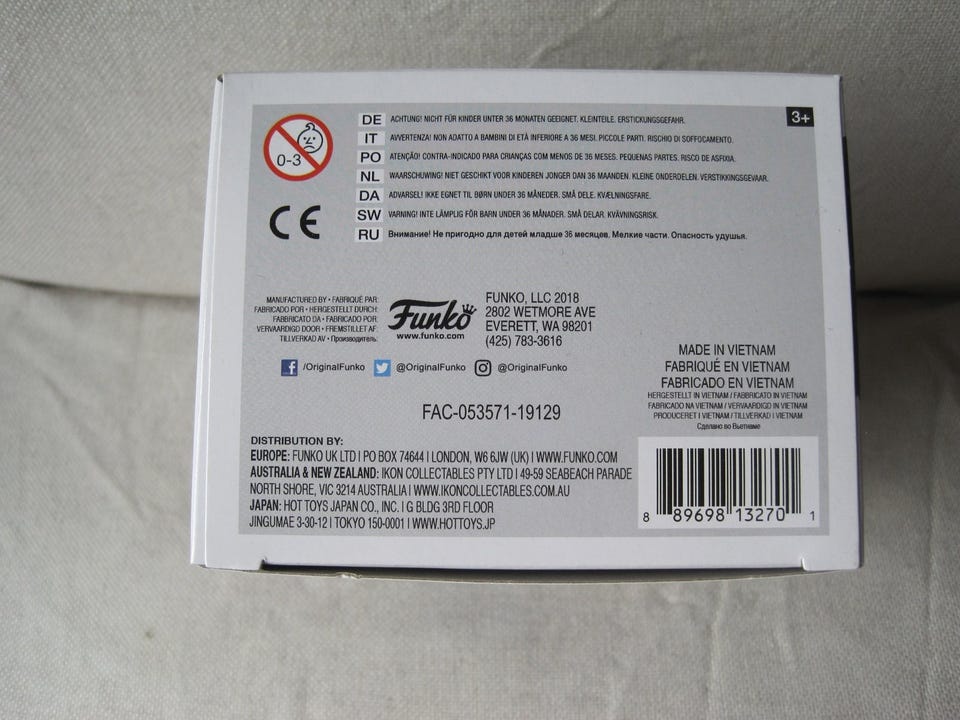 0-3
CE
3+
DE ACHTUNG! NICHT FÜR KINDER UNTER 36 MONATEN GEEIGNET. KLEINTEILE. ERSTICKUNGSGEFAHR.
IT AVVERTENZA! NON ADATTO A BAMBINI DI ETÀ INFERIORE A 36 MESI. PICCOLE PARTI. RISCHIO DI SOFFOCAMENTO.
PO ATENÇÃO! CONTRA-INDICADO PARA CRIANÇAS COM MENOS DE 36 MESES. PEQUENAS PARTES. RISCO DE ASFIXIA.
NL WAARSCHUWING! NIET GESCHIKT VOOR KINDEREN JONGER DAN 36 MAANDEN. KLEINE ONDERDELEN. VERSTIKKINGSGEVAAR.
DA ADVARSEL! IKKE EGNET TIL BØRN UNDER 36 MÅNEDER. SMÅ DELE. KVÆLNINGSFARE.
SW VARNING! INTE LÄMPLIG FÖR BARN UNDER 36 MÅNADER. SMÅ DELAR. KVÄVNINGSRISK.
RU Внимание! Не пригодно для детей младше 36 месяцев. Мелкие части. Опасность удушья.
MANUFACTURED BY • FABRIQUÉ PAR:
FABRICADO POR • HERGESTELLT DURCH:
FABBRICATO DA • FABRICADO POR:
VERVAARDIGD DOOR • FREMSTILLET AF:
TILLVERKAD AV • Производитель:
Funko
www.funko.com
FUNKO, LLC 2018
2802 WETMORE AVE
EVERETT, WA 98201
(425) 783-3616
/OriginalFunko @OriginalFunko @OriginalFunko
FAC-053571-19129
MADE IN VIETNAM
FABRIQUÉ EN VIETNAM
FABRICADO EN VIETNAM
HERGESTELLT IN VIETNAM / FABBRICATO IN VIETNAM
FABRICADO NA VIETNAM / VERVAARDIGD IN VIETNAM
PRODUCERET I VIETNAM / TILLVERKAD I VIETNAM
Сделано во Вьетнаме
DISTRIBUTION BY:
EUROPE: FUNKO UK LTD | PO BOX 74644 | LONDON, W6 6JW (UK) | WWW.FUNKO.COM
AUSTRALIA & NEW ZEALAND: IKON COLLECTABLES PTY LTD | 49-59 SEABEACH PARADE
NORTH SHORE, VIC 3214 AUSTRALIA | WWW.IKONCOLLECTABLES.COM.AU
JAPAN: HOT TOYS JAPAN CO., INC. | G BLDG 3RD FLOOR
JINGUMAE 3-30-12 | TOKYO 150-0001 | WWW.HOTTOYS.JP
8 89698 13270 1